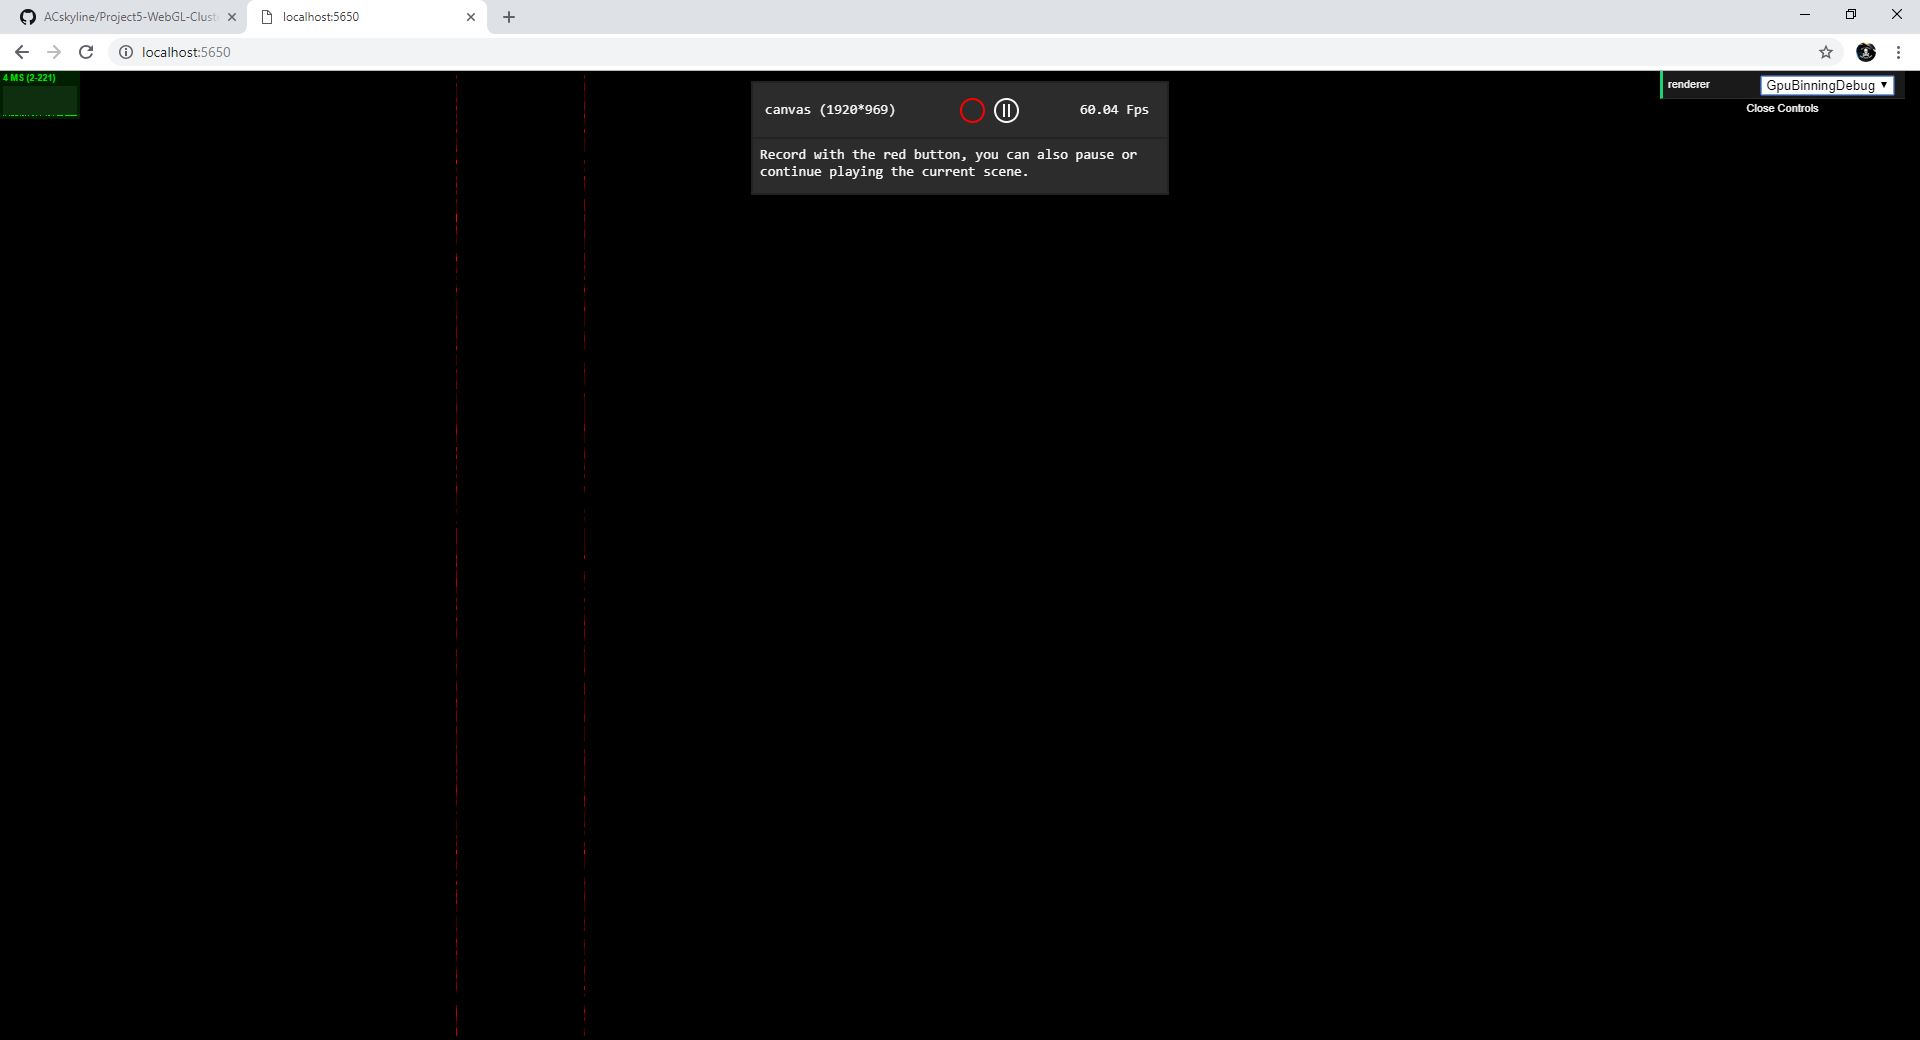 ACskyline/Project5-WebGL-Clust
localhost:5650
localhost:5650
4 MS (2-221)
canvas (1920*969)
60.04 Fps
Record with the red button, you can also pause or
continue playing the current scene.
renderer
GpuBinningDebug
Close Controls